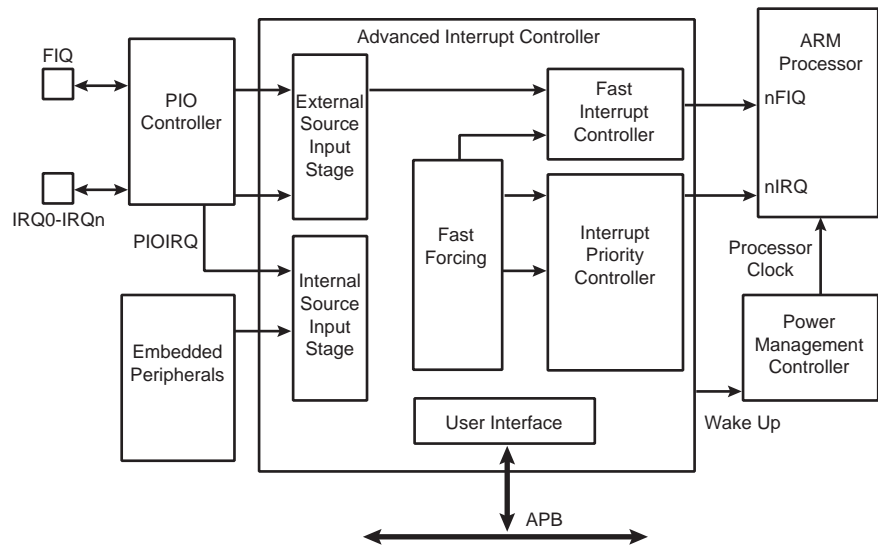 Advanced Interrupt Controller
ARM
Processor
FIQ
PIO
Controller
External
Source
Input
Stage
Fast
Interrupt
Controller
nFIQ
IRQ0-IRQn
PIOIRQ
Fast
Forcing
Interrupt
Priority
Controller
nIRQ
Processor
Clock
Internal
Source
Input
Stage
Embedded
Peripherals
Power
Management
Controller
Wake Up
User Interface
APB